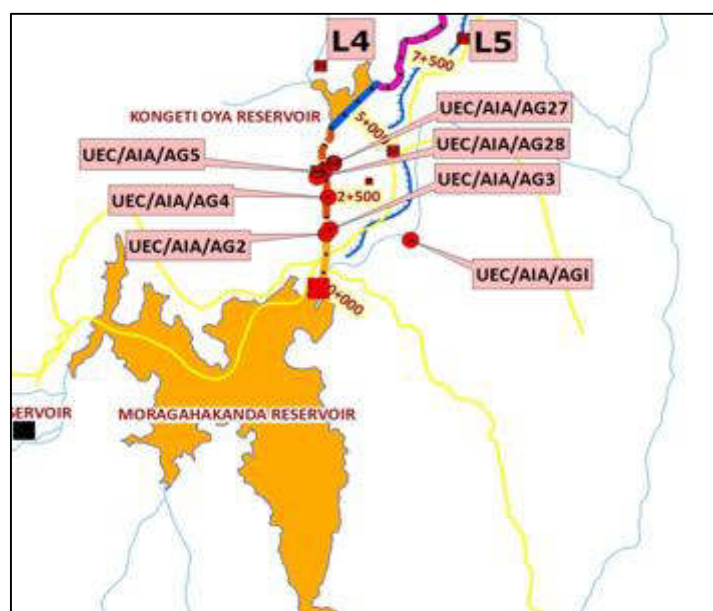 L4
L5
7+500
KONGETI OYA RESERVOIR
5+000
UEC/AIA/AG27
UEC/AIA/AG5
UEC/AIA/AG28
UEC/AIA/AG4
2+500
UEC/AIA/AG3
UEC/AIA/AG2
UEC/AIA/AGI
0+000
MORAGAHAKANDA RESERVOIR
SERVOIR